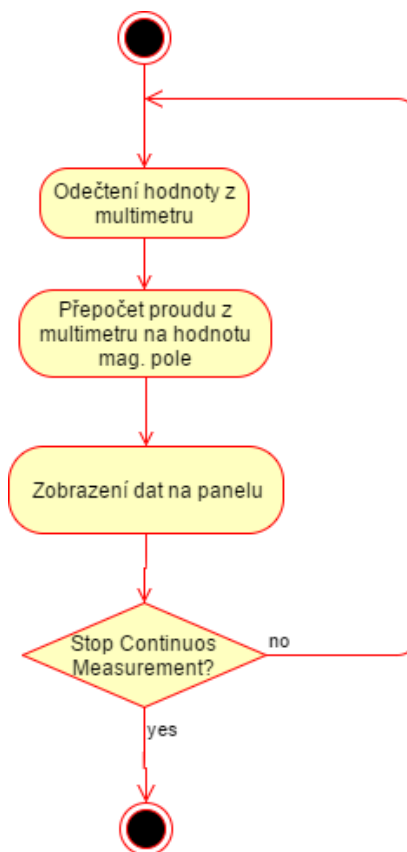 Odečtení hodnoty z
multimetru
Přepočet proudu z
multimetru na hodnotu
mag. pole
Zobrazení dat na panelu
Stop Continuos
Measurement?
no
yes